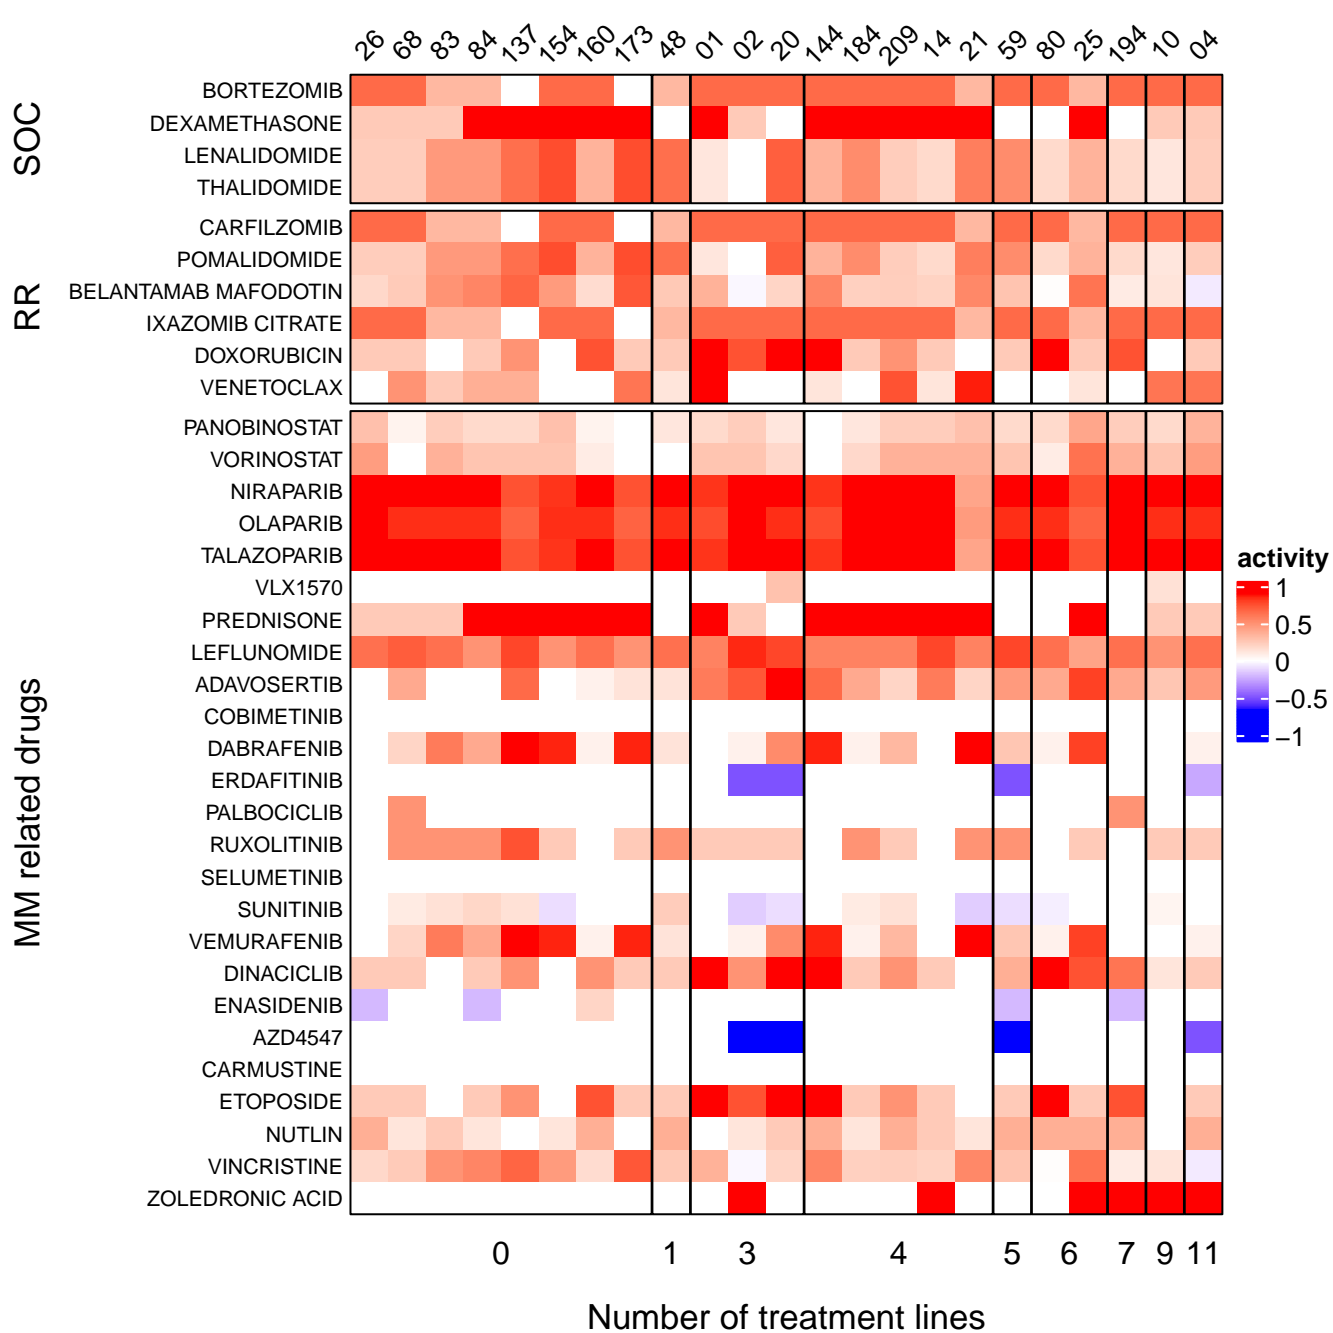 26 68 83 84 137 154 160 173 48 01 02 20 144 184 209 14 21 59 80 25 194 10 04
SOC
BORTEZOMIB
DEXAMETHASONE
LENALIDOMIDE
THALIDOMIDE
RR
CARFILZOMIB
POMALIDOMIDE
BELANTAMAB MAFODOTIN
IXAZOMIB CITRATE
DOXORUBICIN
VENETOCLAX
MM related drugs
PANOBINOSTAT
VORINOSTAT
NIRAPARIB
OLAPARIB
TALAZOPARIB
VLX1570
PREDNISONE
LEFLUNOMIDE
ADAVOSERTIB
COBIMETINIB
DABRAFENIB
ERDAFITINIB
PALBOCICLIB
RUXOLITINIB
SELUMETINIB
SUNITINIB
VEMURAFENIB
DINACICLIB
ENASIDENIB
AZD4547
CARMUSTINE
ETOPOSIDE
NUTLIN
VINCRISTINE
ZOLEDRONIC ACID
activity
1
0.5
0
−0.5
−1
0 1 3 4 5 6 7 9 11
Number of treatment lines